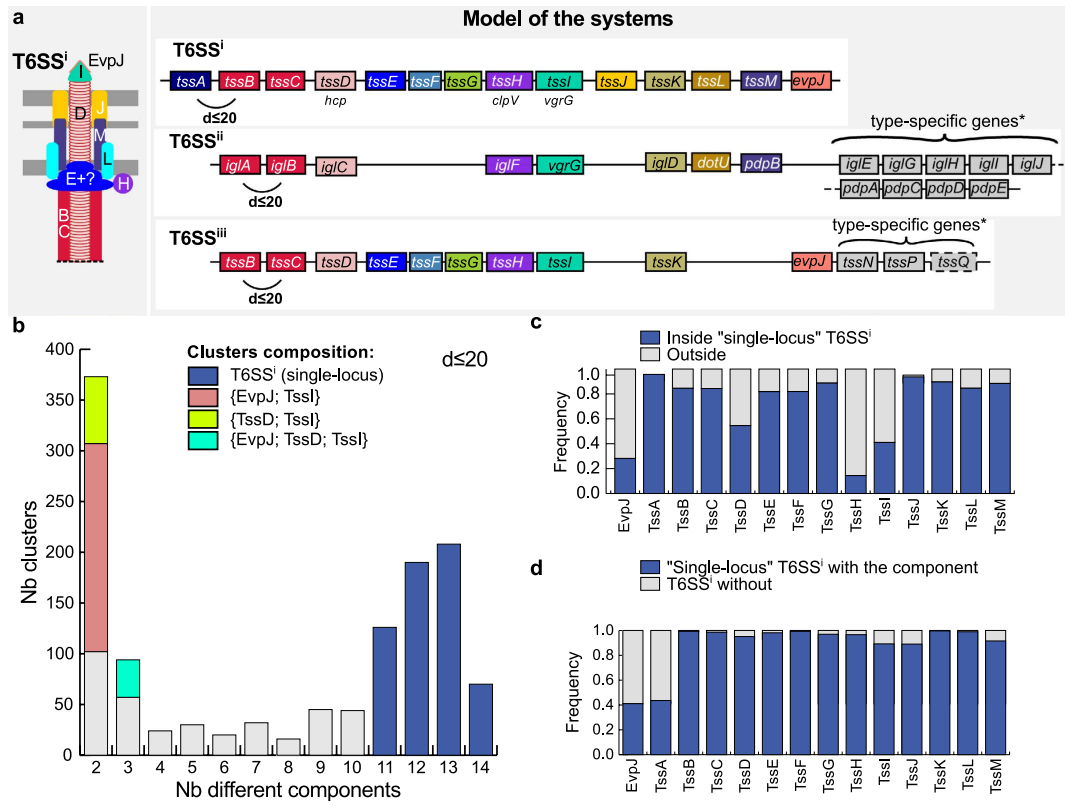 a
Model of the systems
T6SSⁱ EvpJ
I
D
J
M
L
E+?
H
B
C
T6SSⁱ
tssA tssB tssC tssD tssE tssF tssG tssH tssI tssJ tssK tssL tssM evpJ
hcp clpV vgrG
d≤20
T6SSⁱⁱ
type-specific genes*
iglA iglB iglC iglF vgrG iglD dotU pdpB iglE iglG iglH iglI iglJ
pdpA pdpC pdpD pdpE
d≤20
T6SSⁱⁱⁱ
type-specific genes*
tssB tssC tssD tssE tssF tssG tssH tssI tssK evpJ tssN tssP tssQ
d≤20
b
Clusters composition:
d≤20
T6SSⁱ (single-locus)
{EvpJ; TssI}
{TssD; TssI}
{EvpJ; TssD; TssI}
Nb clusters
400
350
300
250
200
150
100
50
0
2 3 4 5 6 7 8 9 10 11 12 13 14
Nb different components
c
Inside "single-locus" T6SSⁱ
Outside
Frequency
1.0
0.8
0.6
0.4
0.2
0.0
EvpJ TssA TssB TssC TssD TssE TssF TssG TssH TssI TssJ TssK TssL TssM
d
"Single-locus" T6SSⁱ with the component
T6SSⁱ without
Frequency
1.0
0.8
0.6
0.4
0.2
0.0
EvpJ TssA TssB TssC TssD TssE TssF TssG TssH TssI TssJ TssK TssL TssM